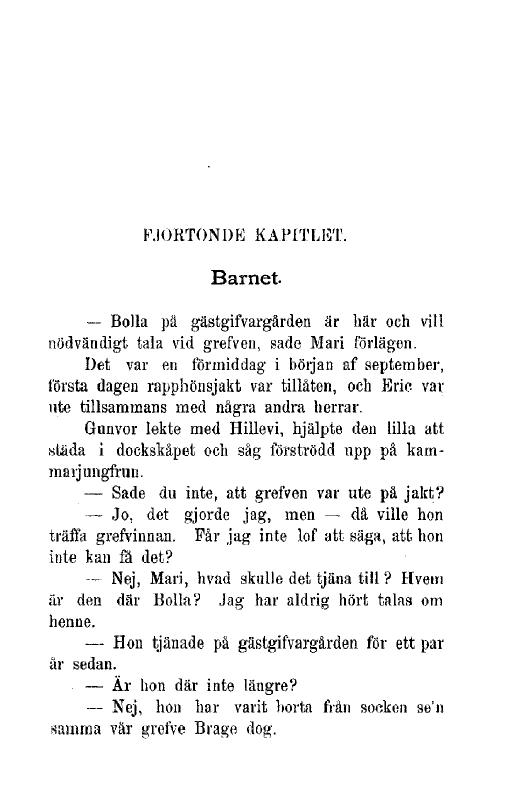 FJORTONDE KAPITLET.
Barnet.
— Bolla på gästgifvargården är här och vill
nödvändigt tala vid grefven, sade Mari förlägen.
Det var en förmiddag i början af september,
första dagen rapphönsjakt var tillåten, och Eric var
ute tillsammans med några andra herrar.
Gunvor lekte med Hillevi, hjälpte den lilla att
städa i dockskåpet och såg förströdd upp på kam-
marjungfrun.
— Sade du inte, att grefven var ute på jakt?
— Jo, det gjorde jag, men — då ville hon
träffa grefvinnan. Får jag inte lof att säga, att hon
inte kan få det?
— Nej, Mari, hvad skulle det tjäna till? Hvem
är den där Bolla? Jag har aldrig hört talas om
henne.
— Hon tjänade på gästgifvargården för ett par
år sedan.
— Är hon där inte längre?
— Nej, hon har varit borta från socken se'n
samma vår grefve Brage dog.